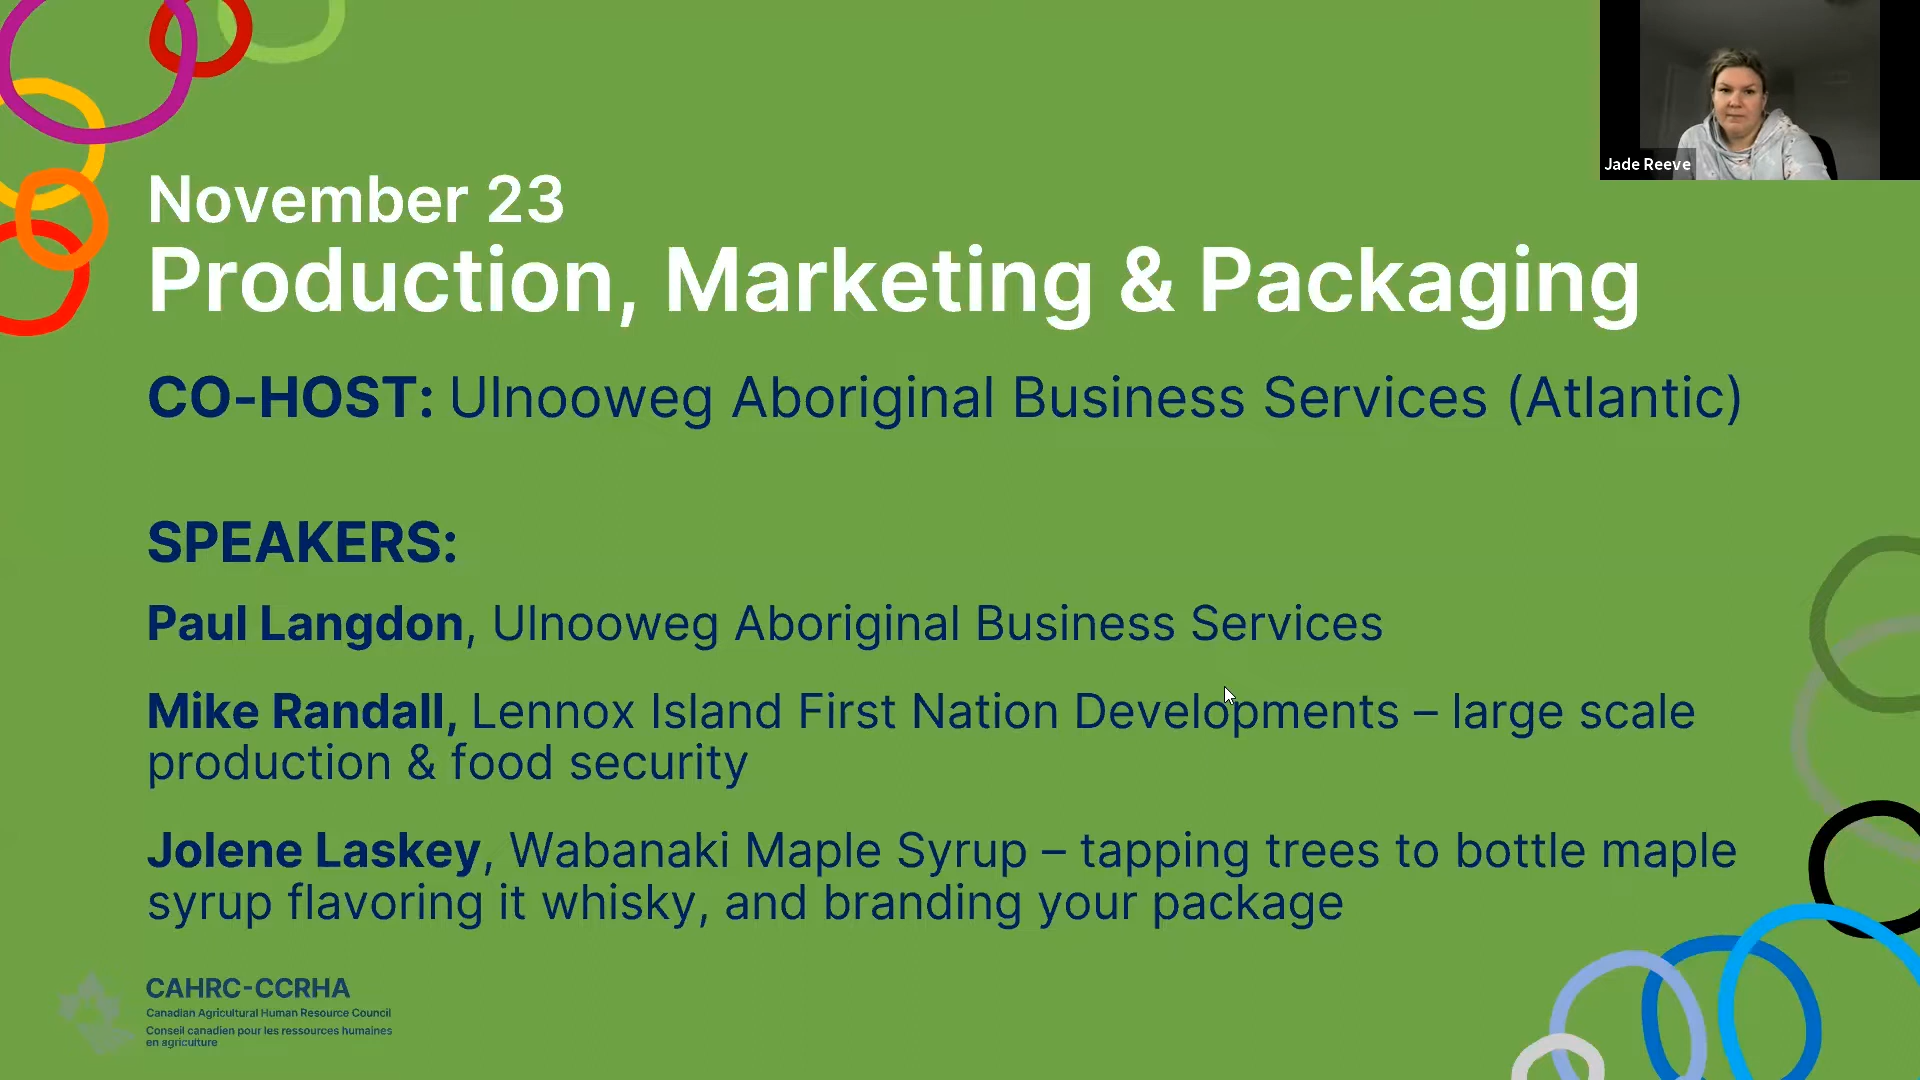 Jade Reeve
November 23
Production, Marketing & Packaging
CO-HOST: Ulnooweg Aboriginal Business Services (Atlantic)
SPEAKERS:
Paul Langdon, Ulnooweg Aboriginal Business Services
Mike Randall, Lennox Island First Nation Developments – large scale
production & food security
Jolene Laskey, Wabanaki Maple Syrup – tapping trees to bottle maple
syrup flavoring it whisky, and branding your package
CAHRC-CCRHA
Canadian Agricultural Human Resource Council
Conseil canadien pour les ressources humaines
en agriculture